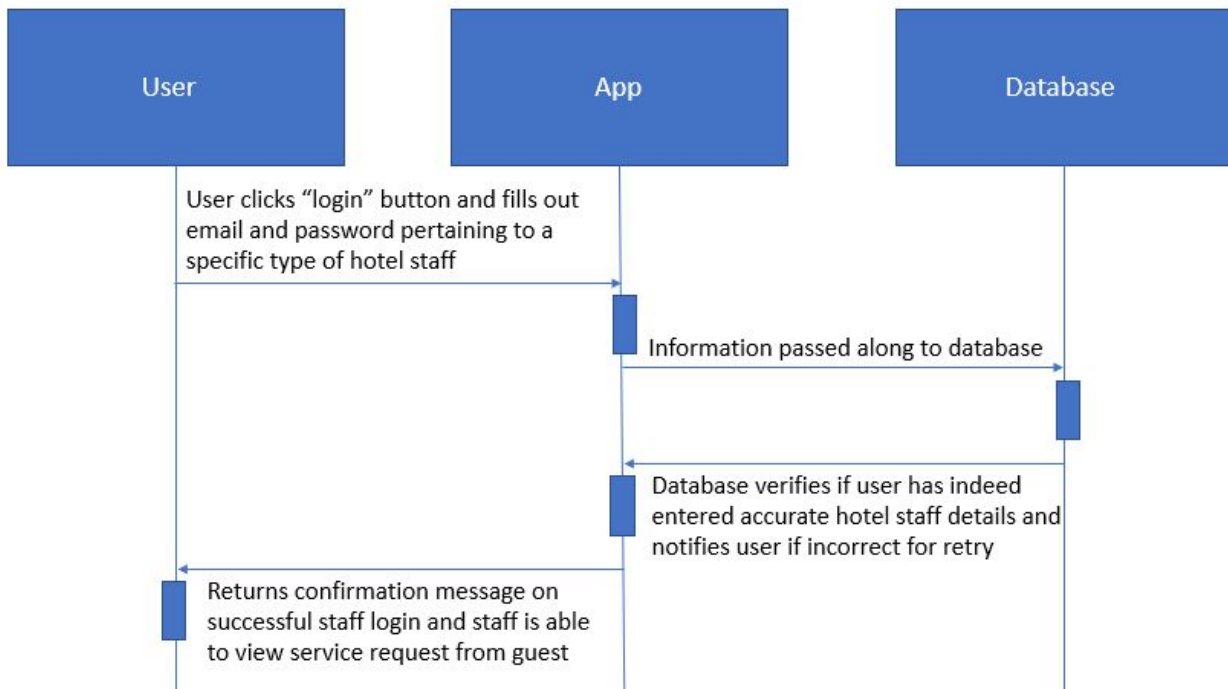 User
App
Database
User clicks “login” button and fills out
email and password pertaining to a
specific type of hotel staff
Information passed along to database
Database verifies if user has indeed
entered accurate hotel staff details and
notifies user if incorrect for retry
Returns confirmation message on
successful staff login and staff is able
to view service request from guest